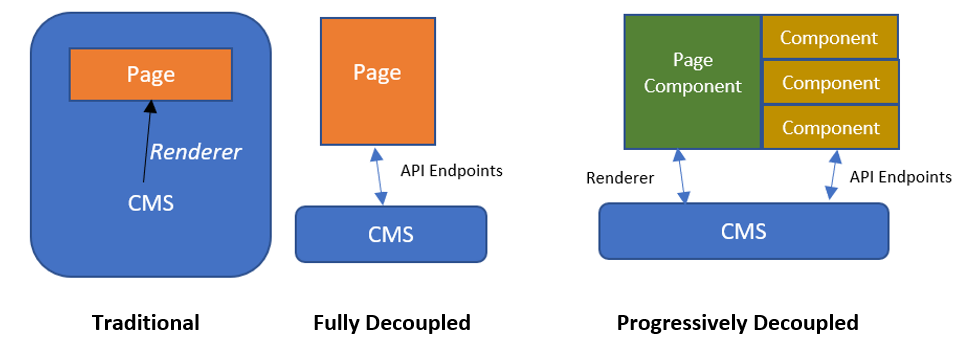 Page
Renderer
CMS
Traditional
Page
API Endpoints
CMS
Fully Decoupled
Page
Component
Component
Component
Component
Renderer
API Endpoints
CMS
Progressively Decoupled